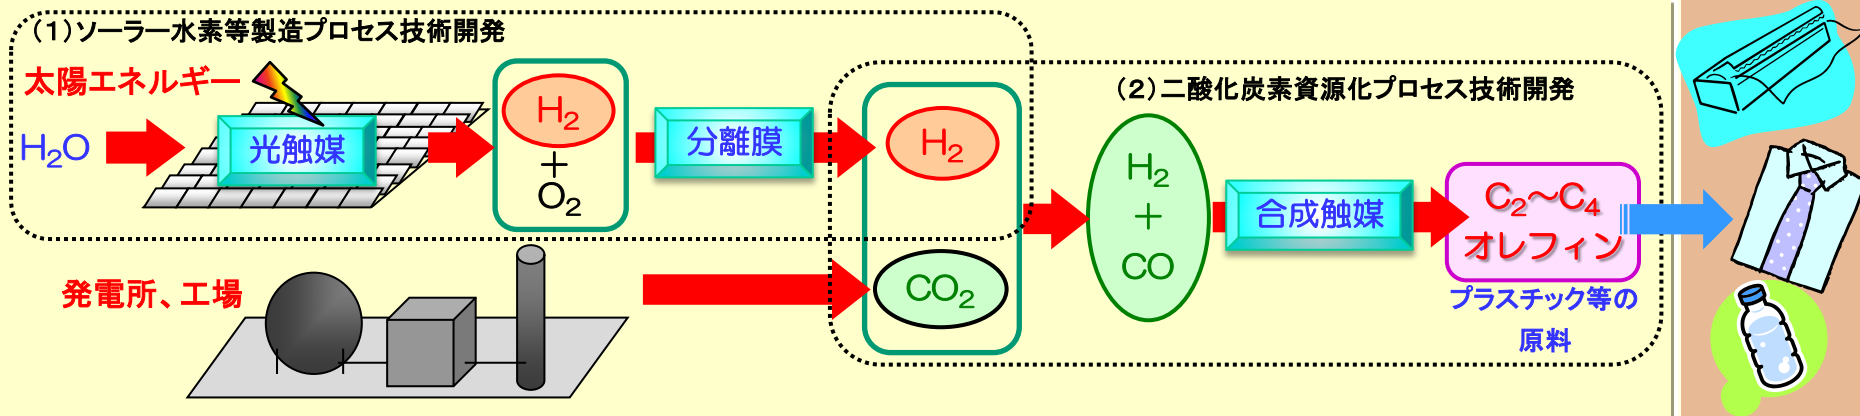 （１）ソーラー水素等製造プロセス技術開発
太陽エネルギー
H₂O
光触媒
H₂
＋
O₂
分離膜
H₂
発電所、工場
CO₂
（２）二酸化炭素資源化プロセス技術開発
H₂
＋
CO
合成触媒
C₂～C₄
オレフィン
プラスチック等の
原料